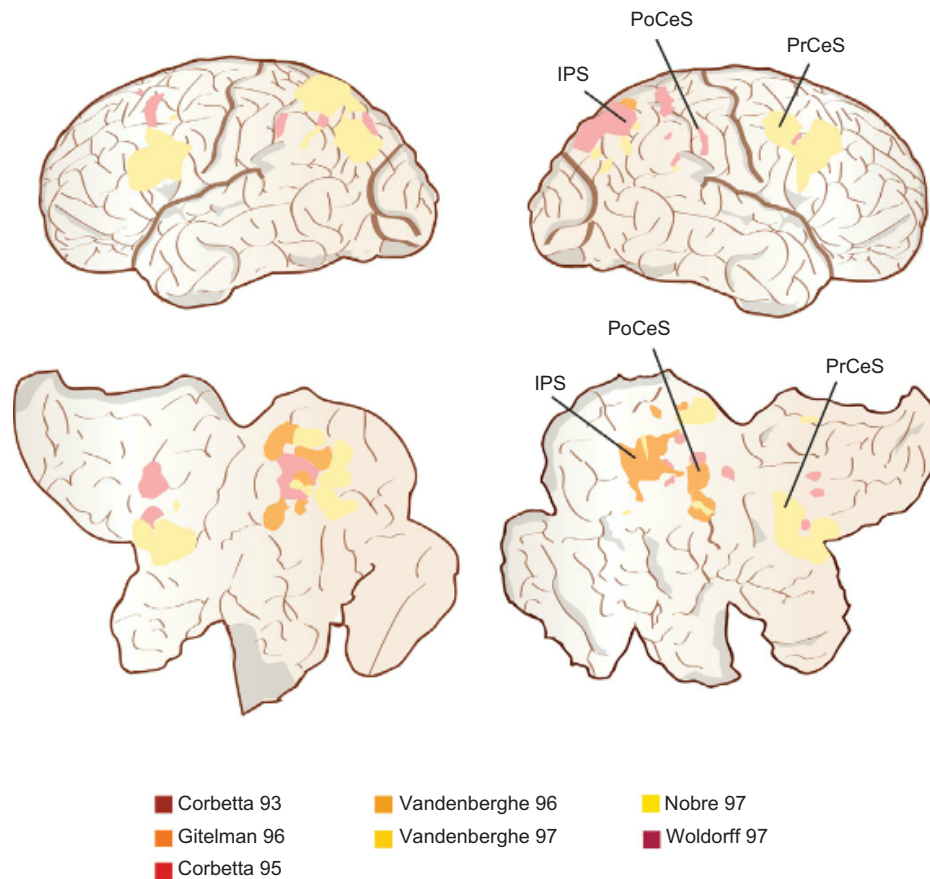 PoCeS
PrCeS
IPS
PoCeS
IPS
PrCeS
Corbetta 93
Vandenberghe 96
Nobre 97
Gitelman 96
Vandenberghe 97
Woldorff 97
Corbetta 95